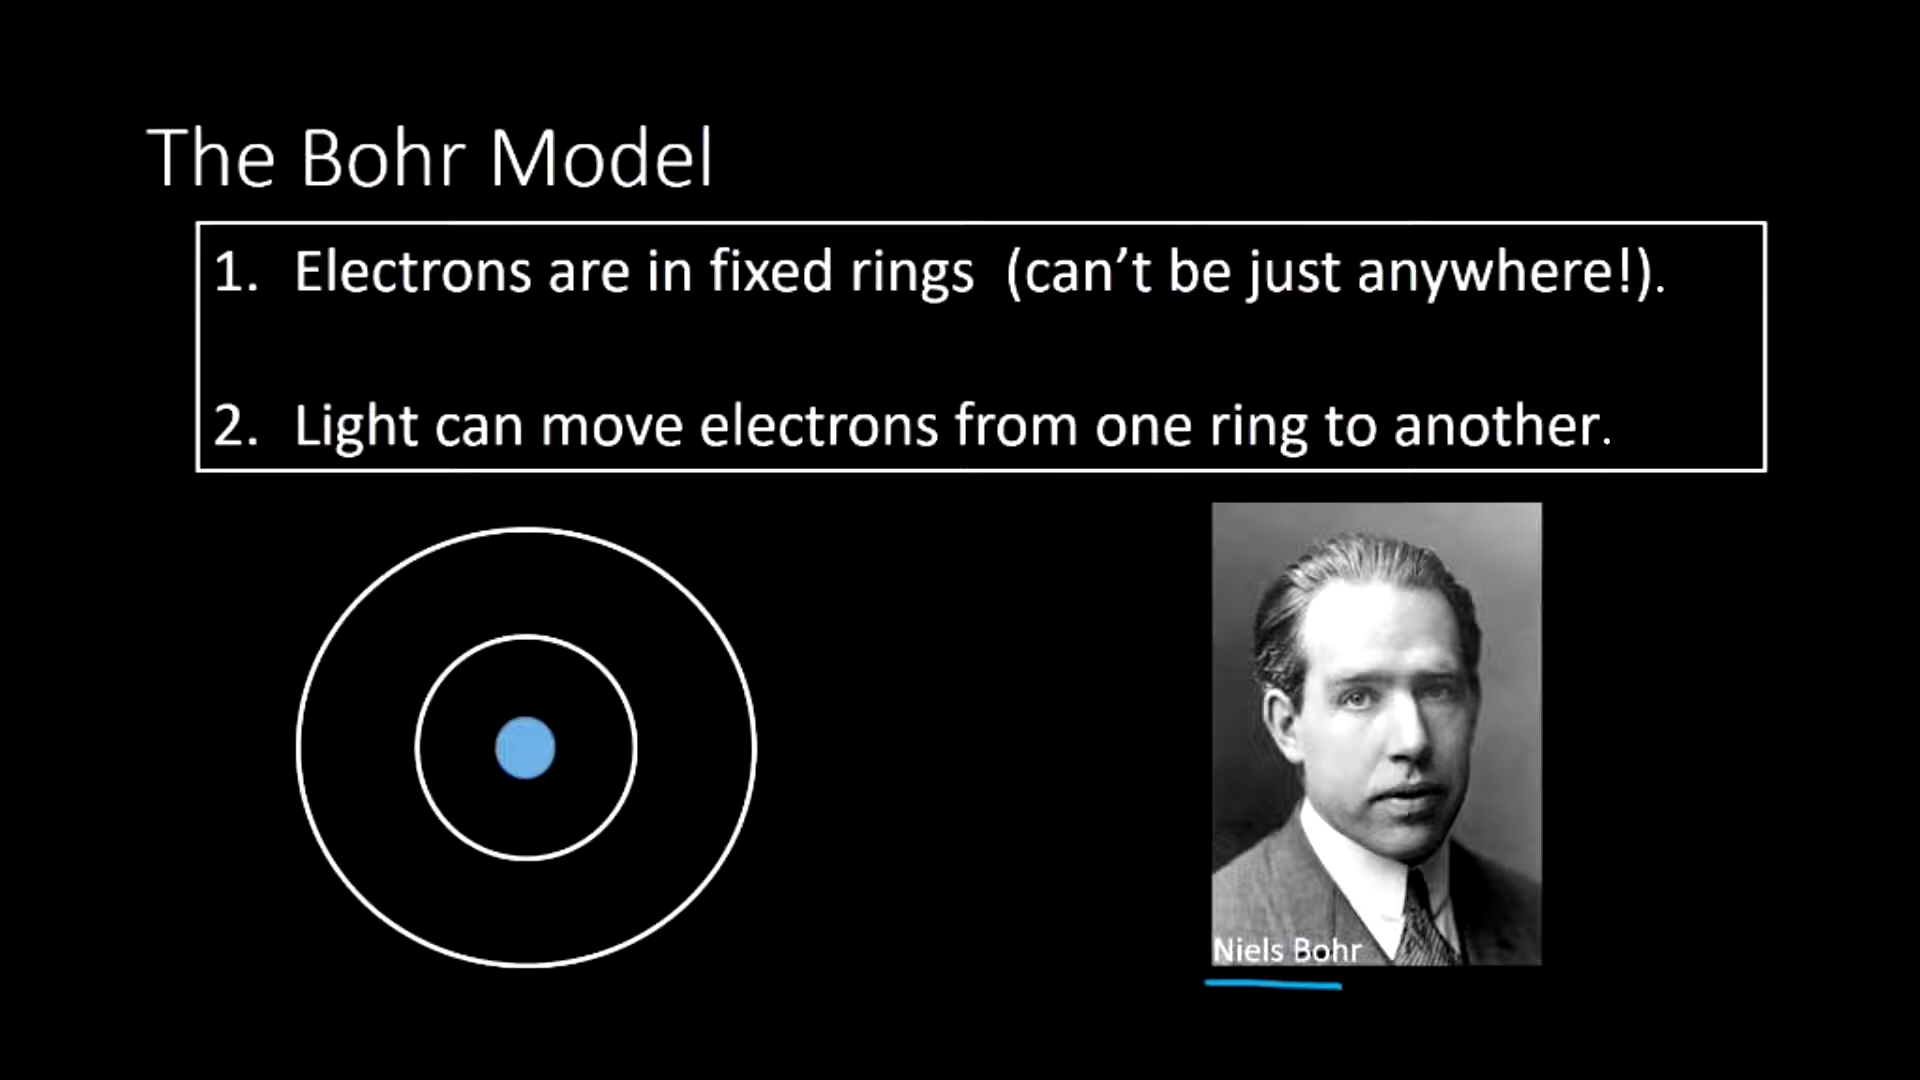 The Bohr Model
1. Electrons are in fixed rings (can't be just anywhere!).
2. Light can move electrons from one ring to another.
Niels Bohr